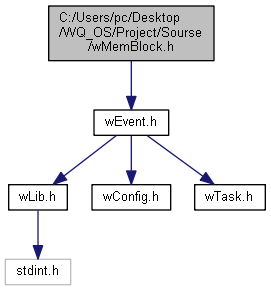 C:/Users/pc/Desktop
/WQ_OS/Project/Sourse
/wMemBlock.h
wEvent.h
wLib.h
wConfig.h
wTask.h
stdint.h